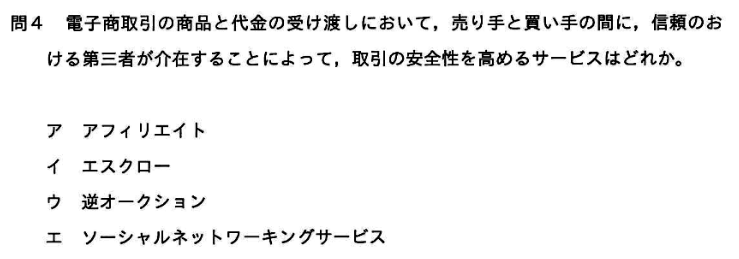 問４　電子商取引の商品と代金の受け渡しにおいて，売り手と買い手の間に，信頼のお
ける第三者が介在することによって，取引の安全性を高めるサービスはどれか。
ア　アフィリエイト
イ　エスクロー
ウ　逆オークション
エ　ソーシャルネットワーキングサービス